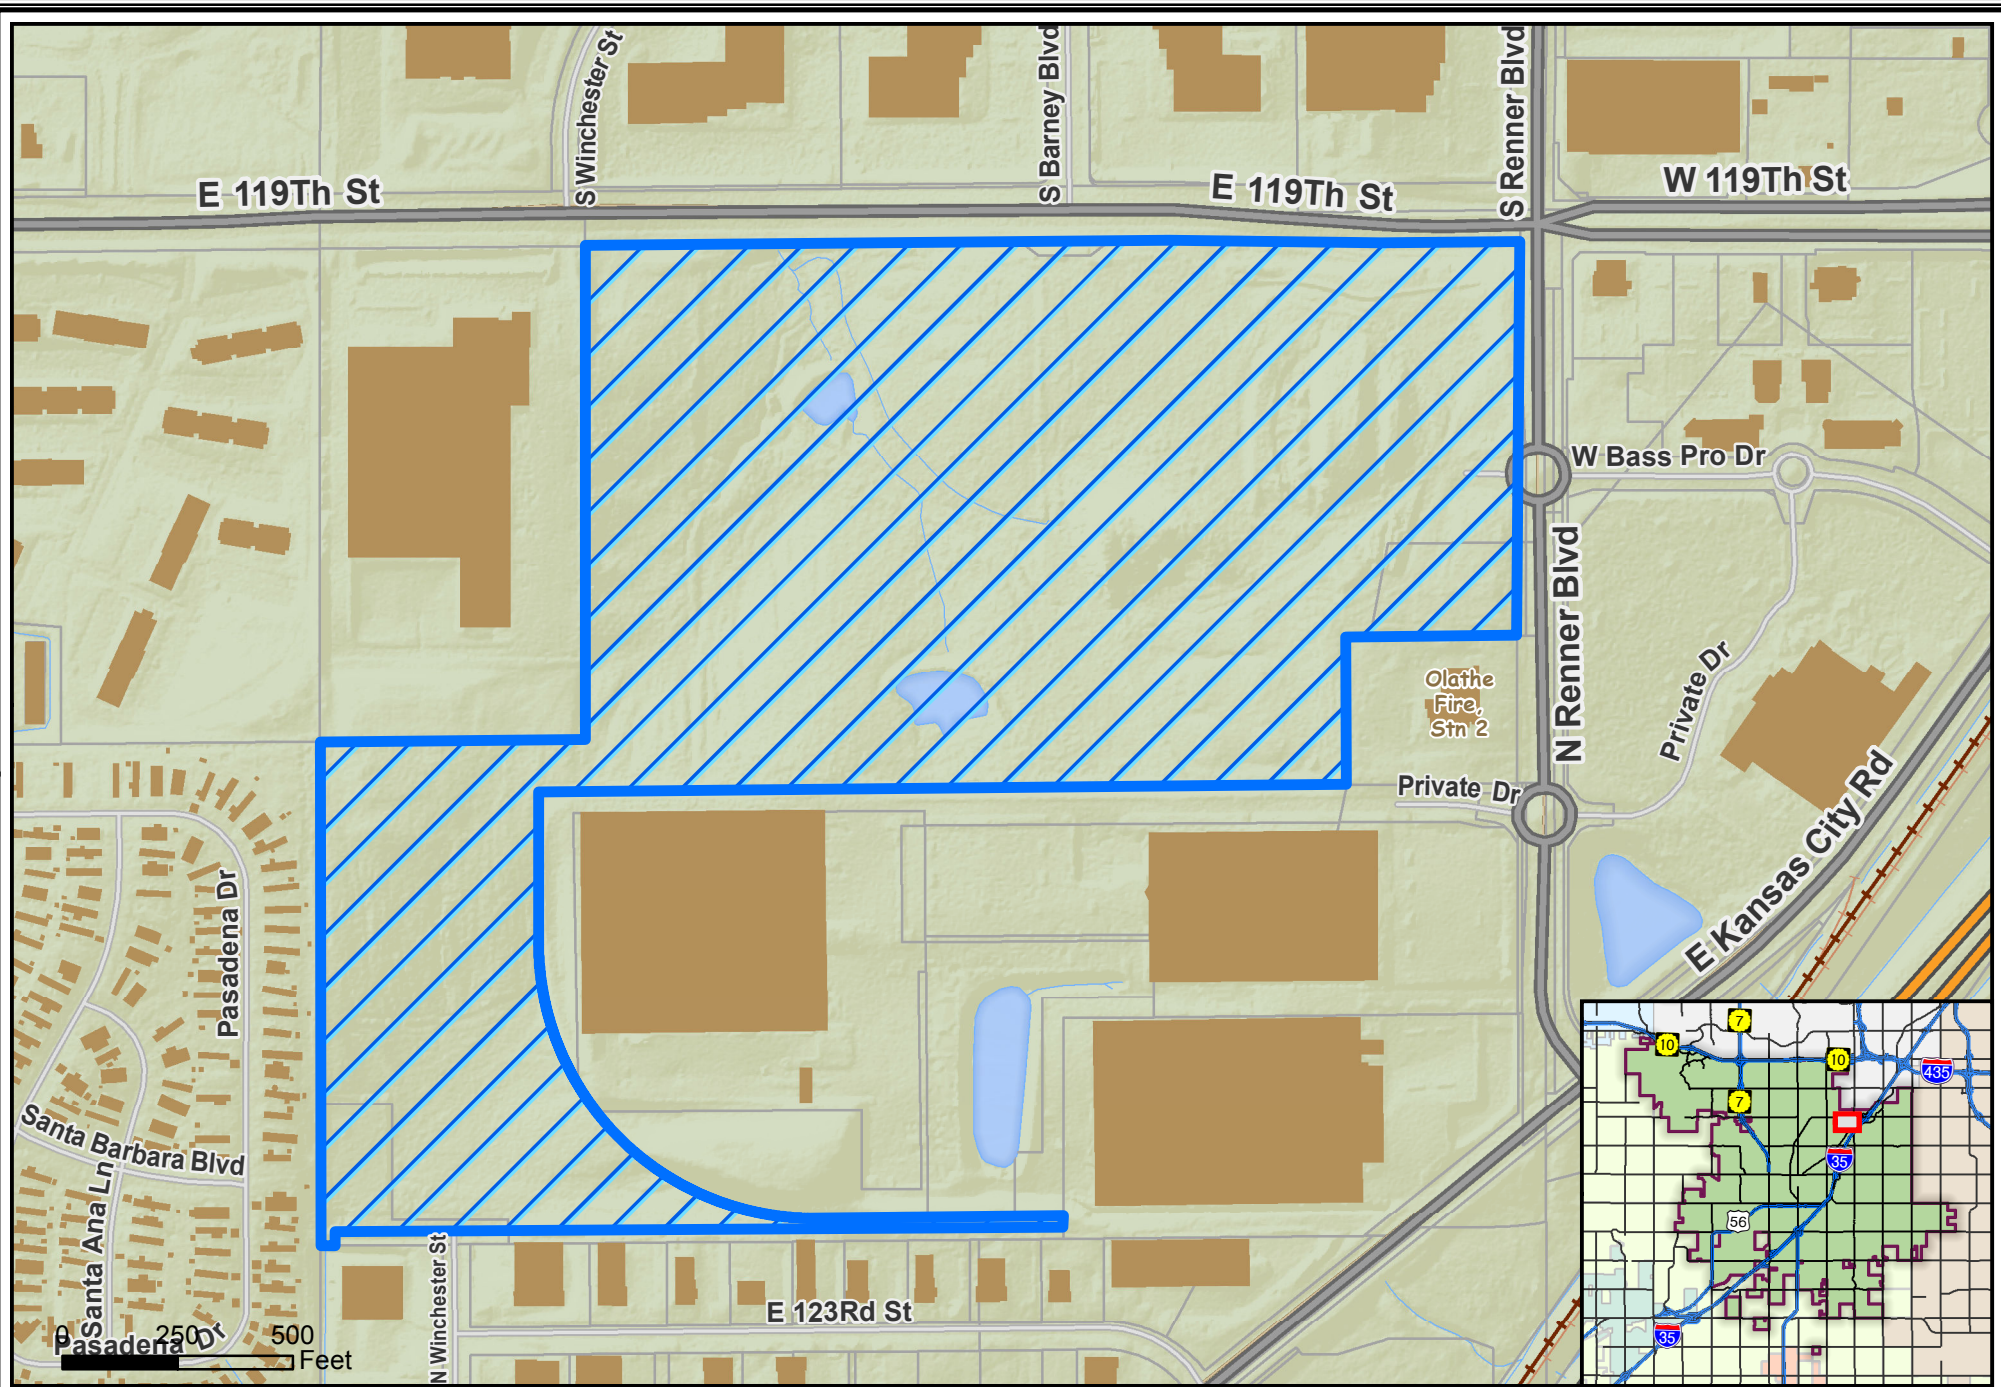 S Winchester St
S Barney Blvd
S Renner Blvd
E 119Th St
E 119Th St
W 119Th St
W Bass Pro Dr
N Renner Blvd
Private Dr
Olathe
Fire,
Stn 2
Private Dr
E Kansas City Rd
Pasadena Dr
Santa Barbara Blvd
Santa Ana Ln
N Winchester St
E 123Rd St
Pasadena Dr
0 250 500
Feet
7
10
10
435
7
35
56
35